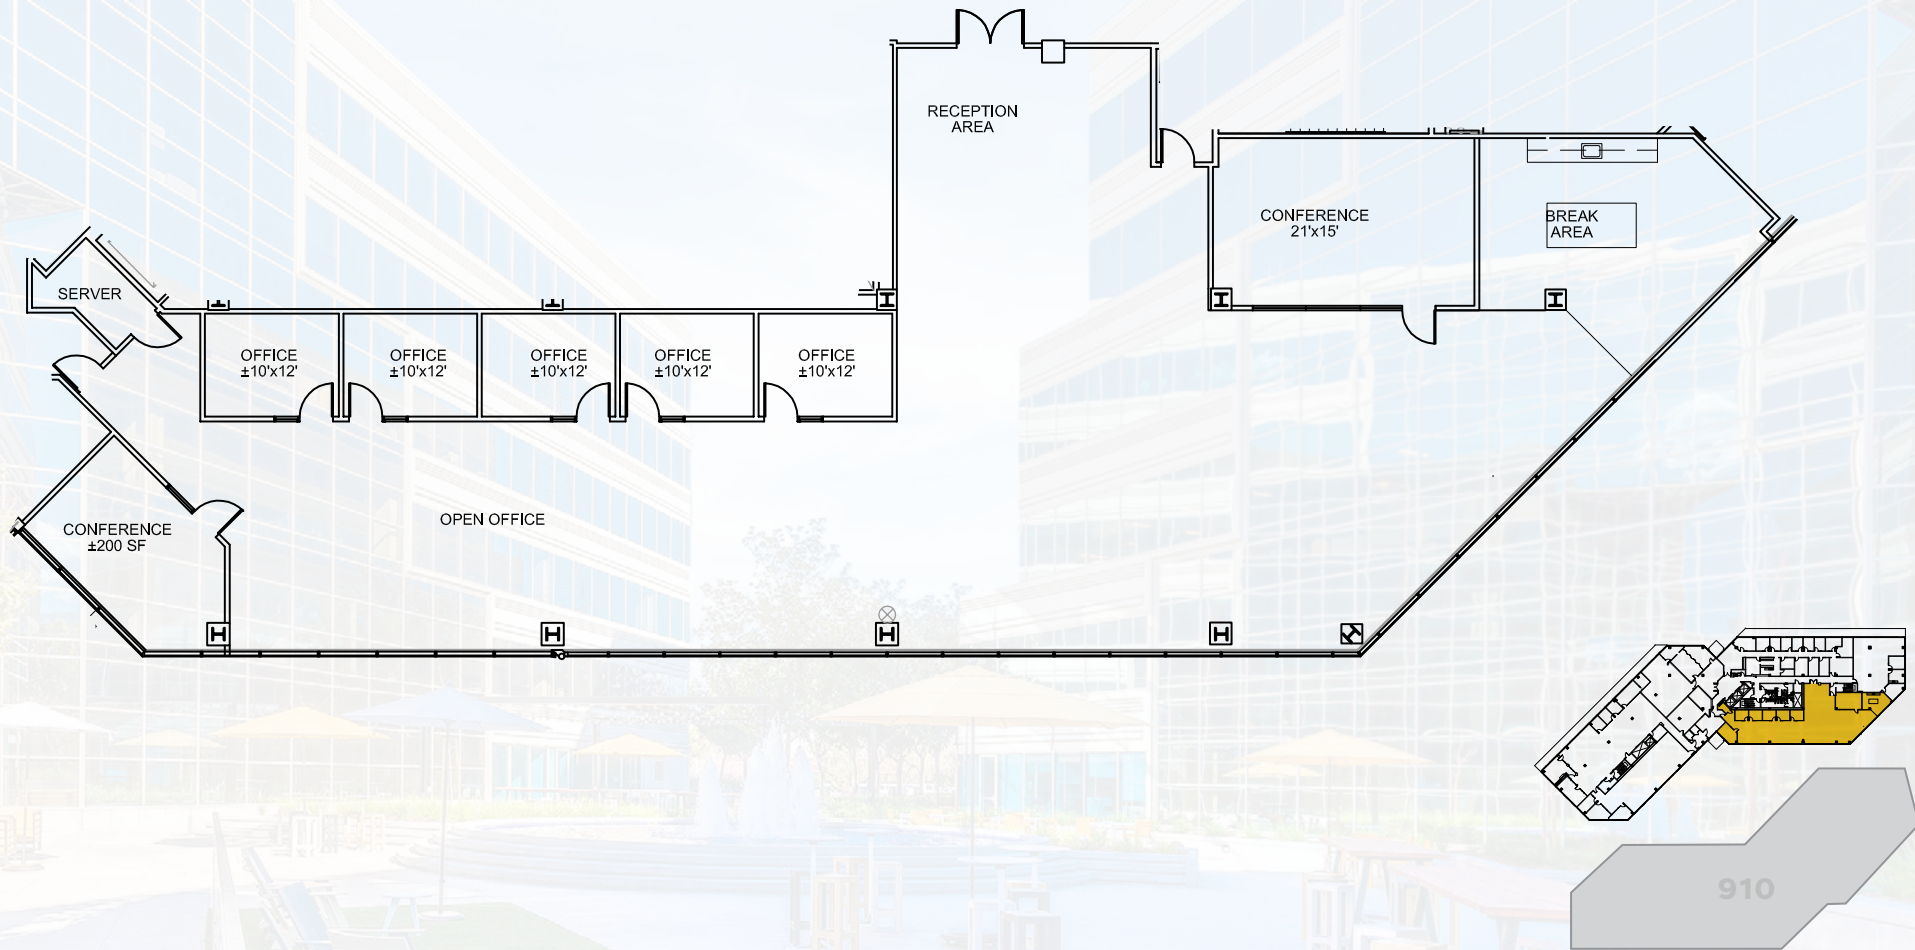 RECEPTION
AREA
CONFERENCE
21'x15'
BREAK
AREA
SERVER
OFFICE
±10'x12'
OFFICE
±10'x12'
OFFICE
±10'x12'
OFFICE
±10'x12'
OFFICE
±10'x12'
CONFERENCE
±200 SF
OPEN OFFICE
910